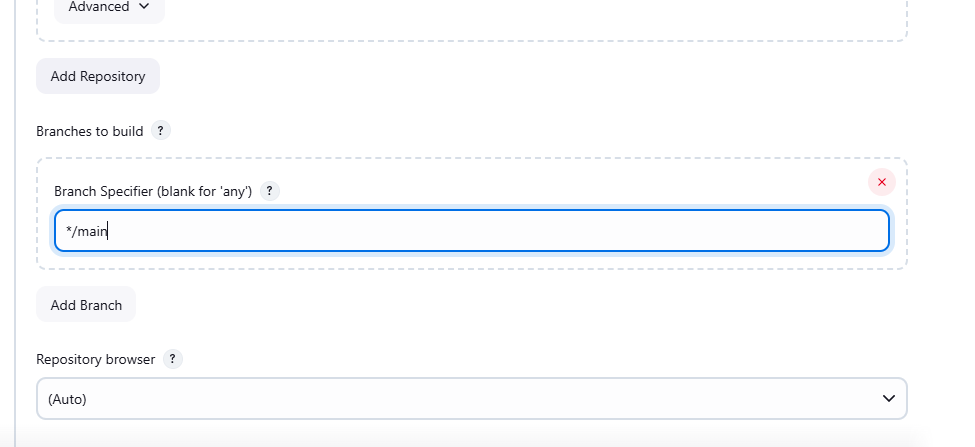 Advanced
Add Repository
Branches to build ?
Branch Specifier (blank for 'any') ?
*/main
Add Branch
Repository browser ?
(Auto)